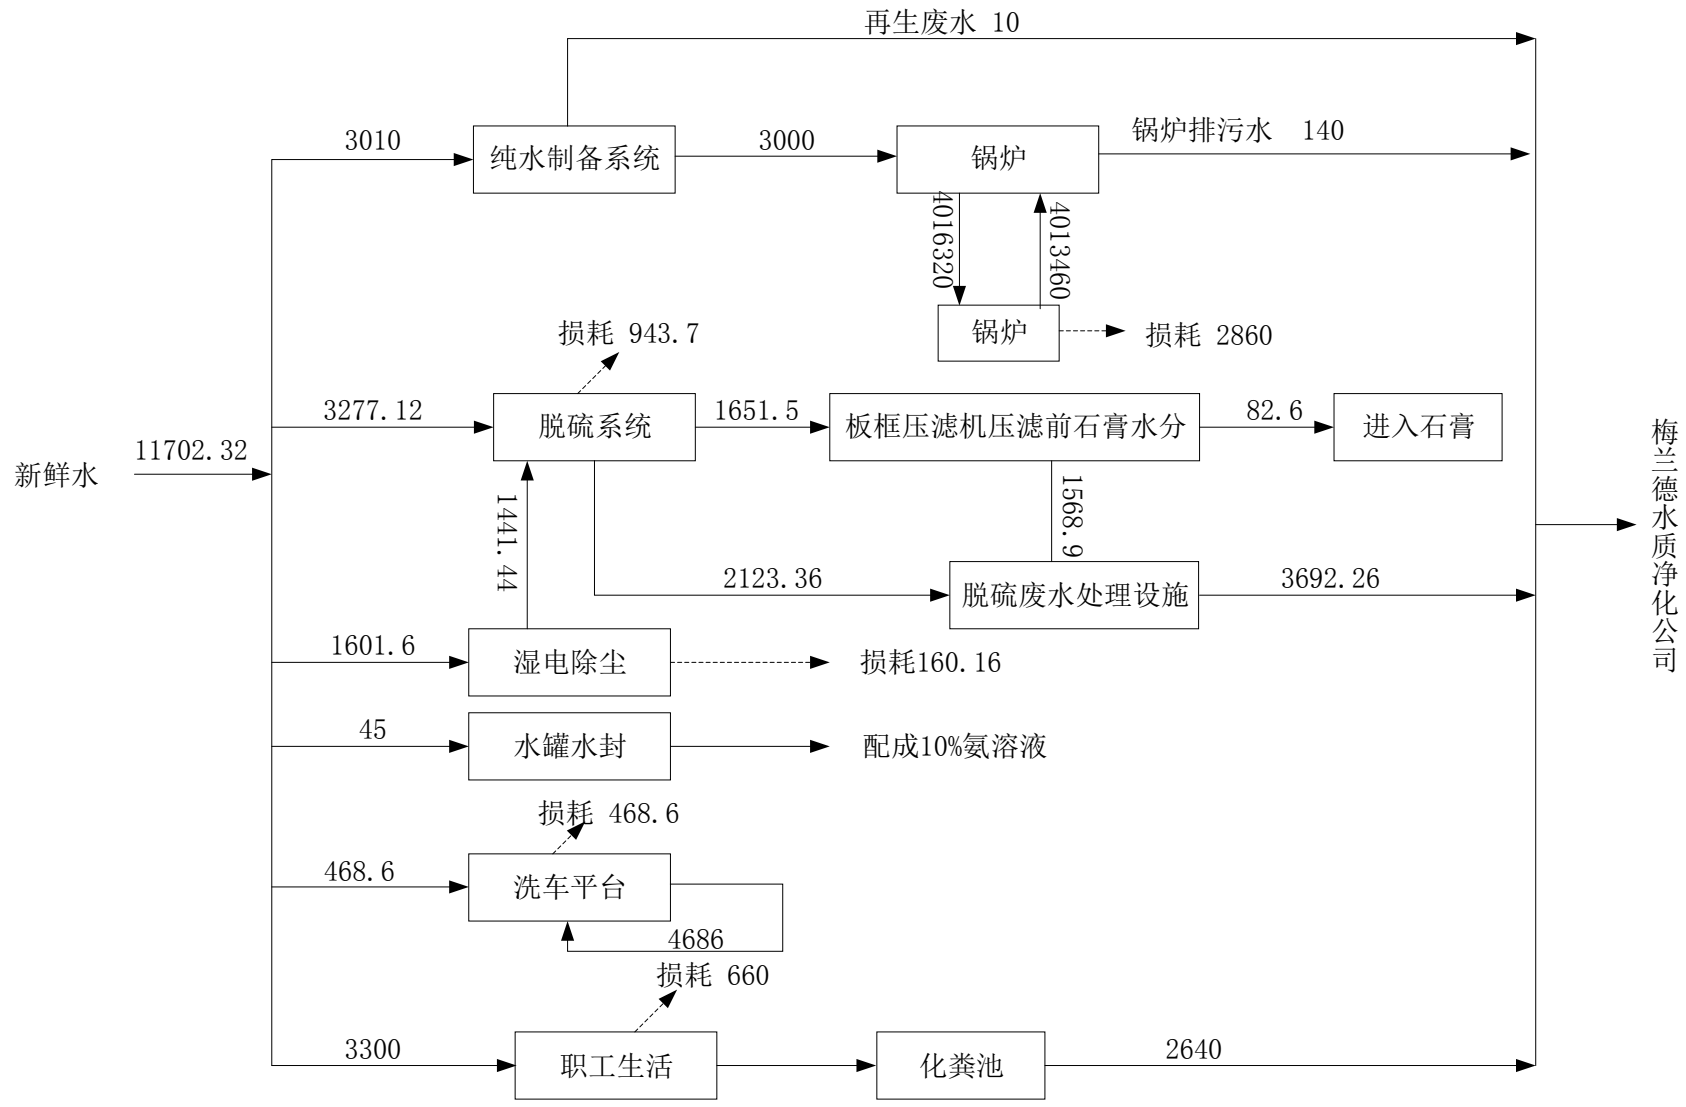 再生废水 10
3010
纯水制备系统
3000
锅炉
锅炉排污水 140
4016320
4013460
锅炉
损耗 2860
损耗 943.7
3277.12
脱硫系统
1651.5
板框压滤机压滤前石膏水分
82.6
进入石膏
新鲜水
11702.32
1441.44
1568.9
2123.36
脱硫废水处理设施
3692.26
梅兰德水质净化公司
1601.6
湿电除尘
损耗160.16
45
水罐水封
配成10%氨溶液
损耗 468.6
468.6
洗车平台
4686
损耗 660
3300
职工生活
化粪池
2640